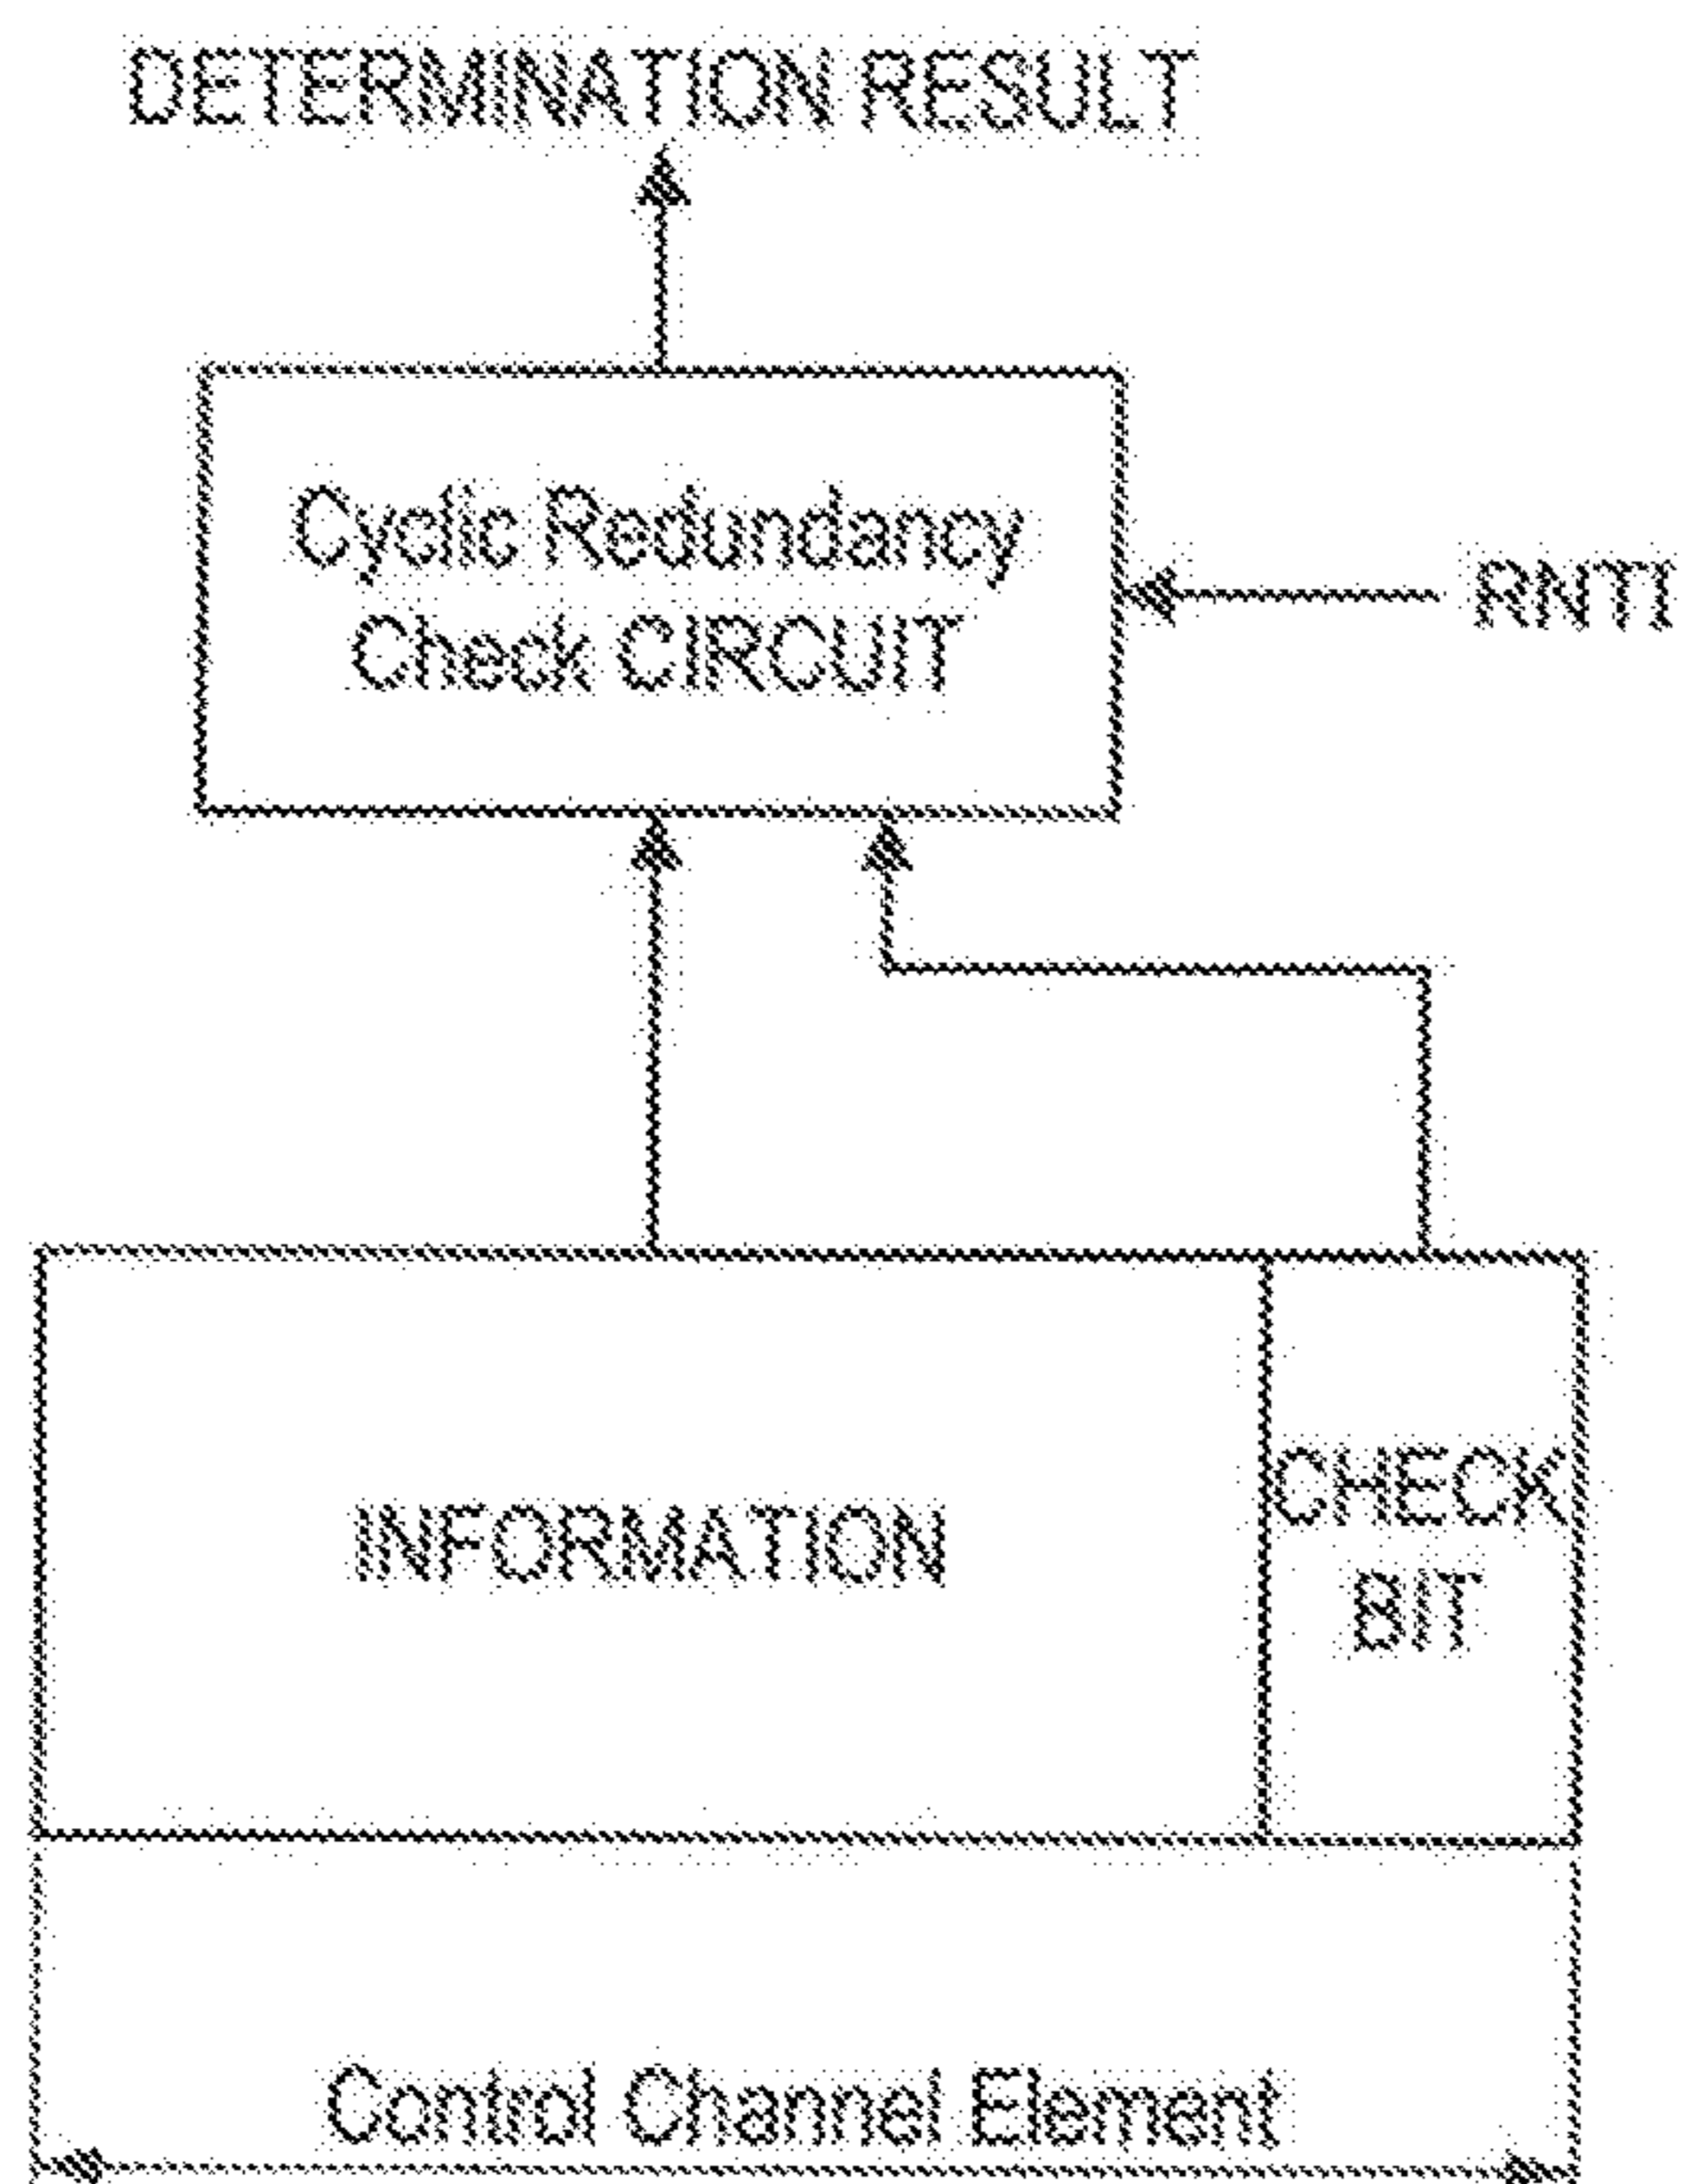 DETERMINATION RESULT
Cyclic Redundancy
Check CIRCUIT
RNTI
INFORMATION
CHECK
BIT
Control Channel Element